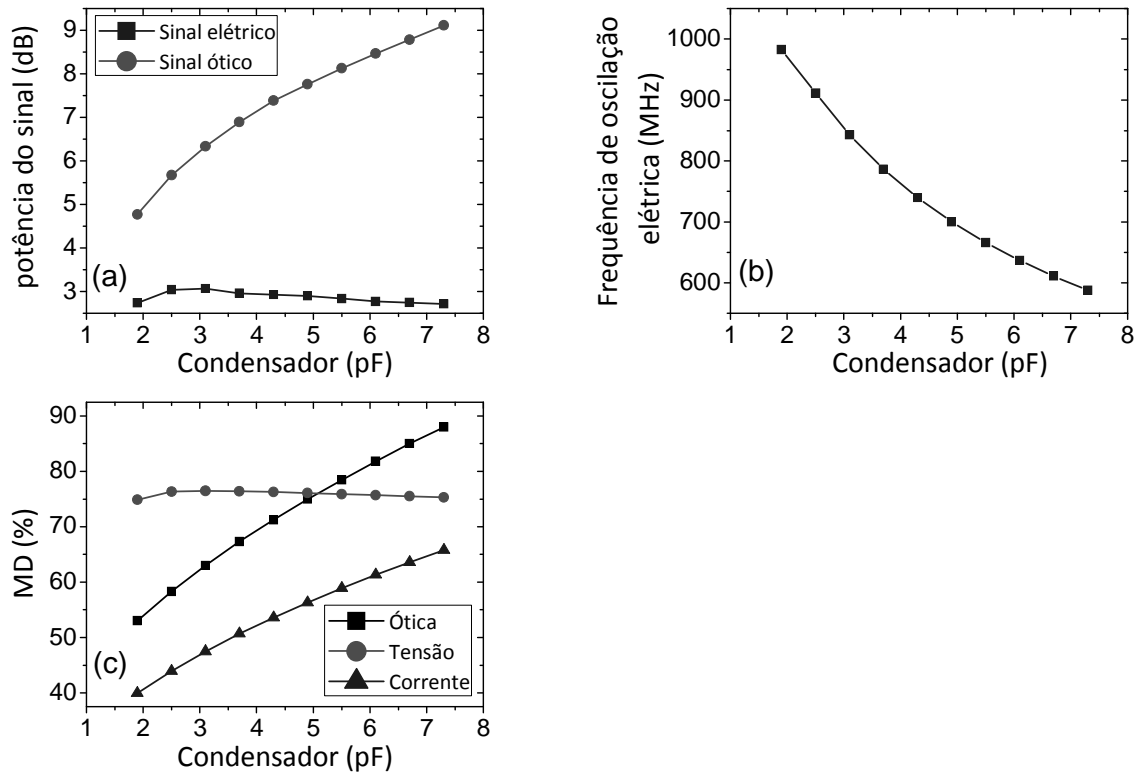 potência do sinal (dB)
9
8
7
6
5
4
3
Sinal elétrico
Sinal ótico
(a)
1 2 3 4 5 6 7 8
Condensador (pF)
Frequência de oscilação
elétrica (MHz)
1000
900
800
700
600
(b)
1 2 3 4 5 6 7 8
Condensador (pF)
MD (%)
90
80
70
60
50
40
Ótica
Tensão
Corrente
(c)
1 2 3 4 5 6 7 8
Condensador (pF)